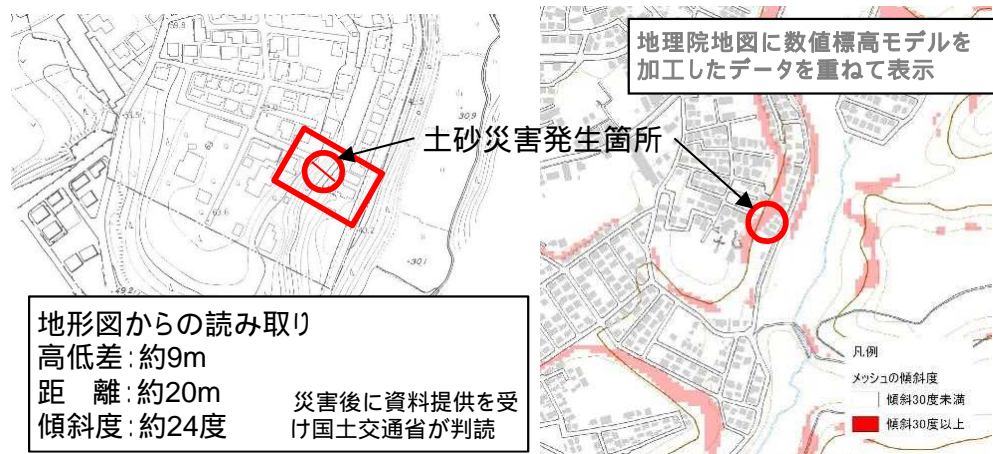 地理院地図に数値標高モデルを
加工したデータを重ねて表示
土砂災害発生箇所
地形図からの読み取り
高低差:約9m
距　離:約20m
傾斜度:約24度
災害後に資料提供を受
け国土交通省が判読
凡例
メッシュの傾斜度
傾斜30度未満
傾斜30度以上